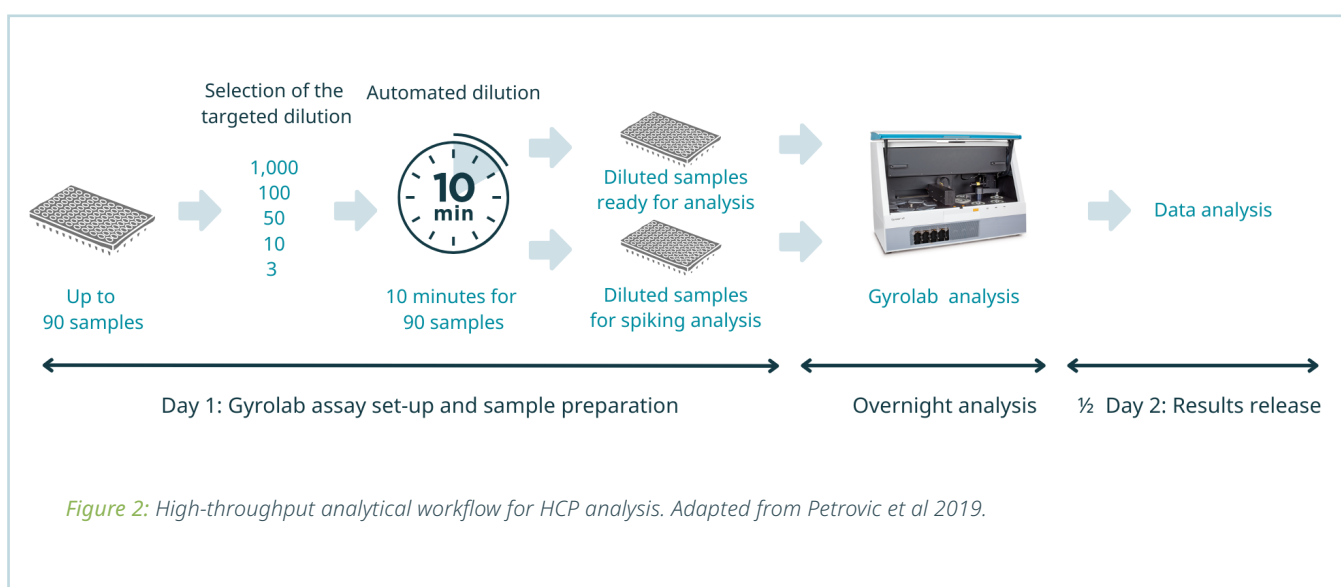 Selection of the
targeted dilution
Automated dilution
1,000
100
50
10
3
10
min
Up to
90 samples
10 minutes for
90 samples
Diluted samples
ready for analysis
Diluted samples
for spiking analysis
Gyrolab analysis
Data analysis
Day 1: Gyrolab assay set-up and sample preparation
Overnight analysis
½ Day 2: Results release
Figure 2: High-throughput analytical workflow for HCP analysis. Adapted from Petrovic et al 2019.